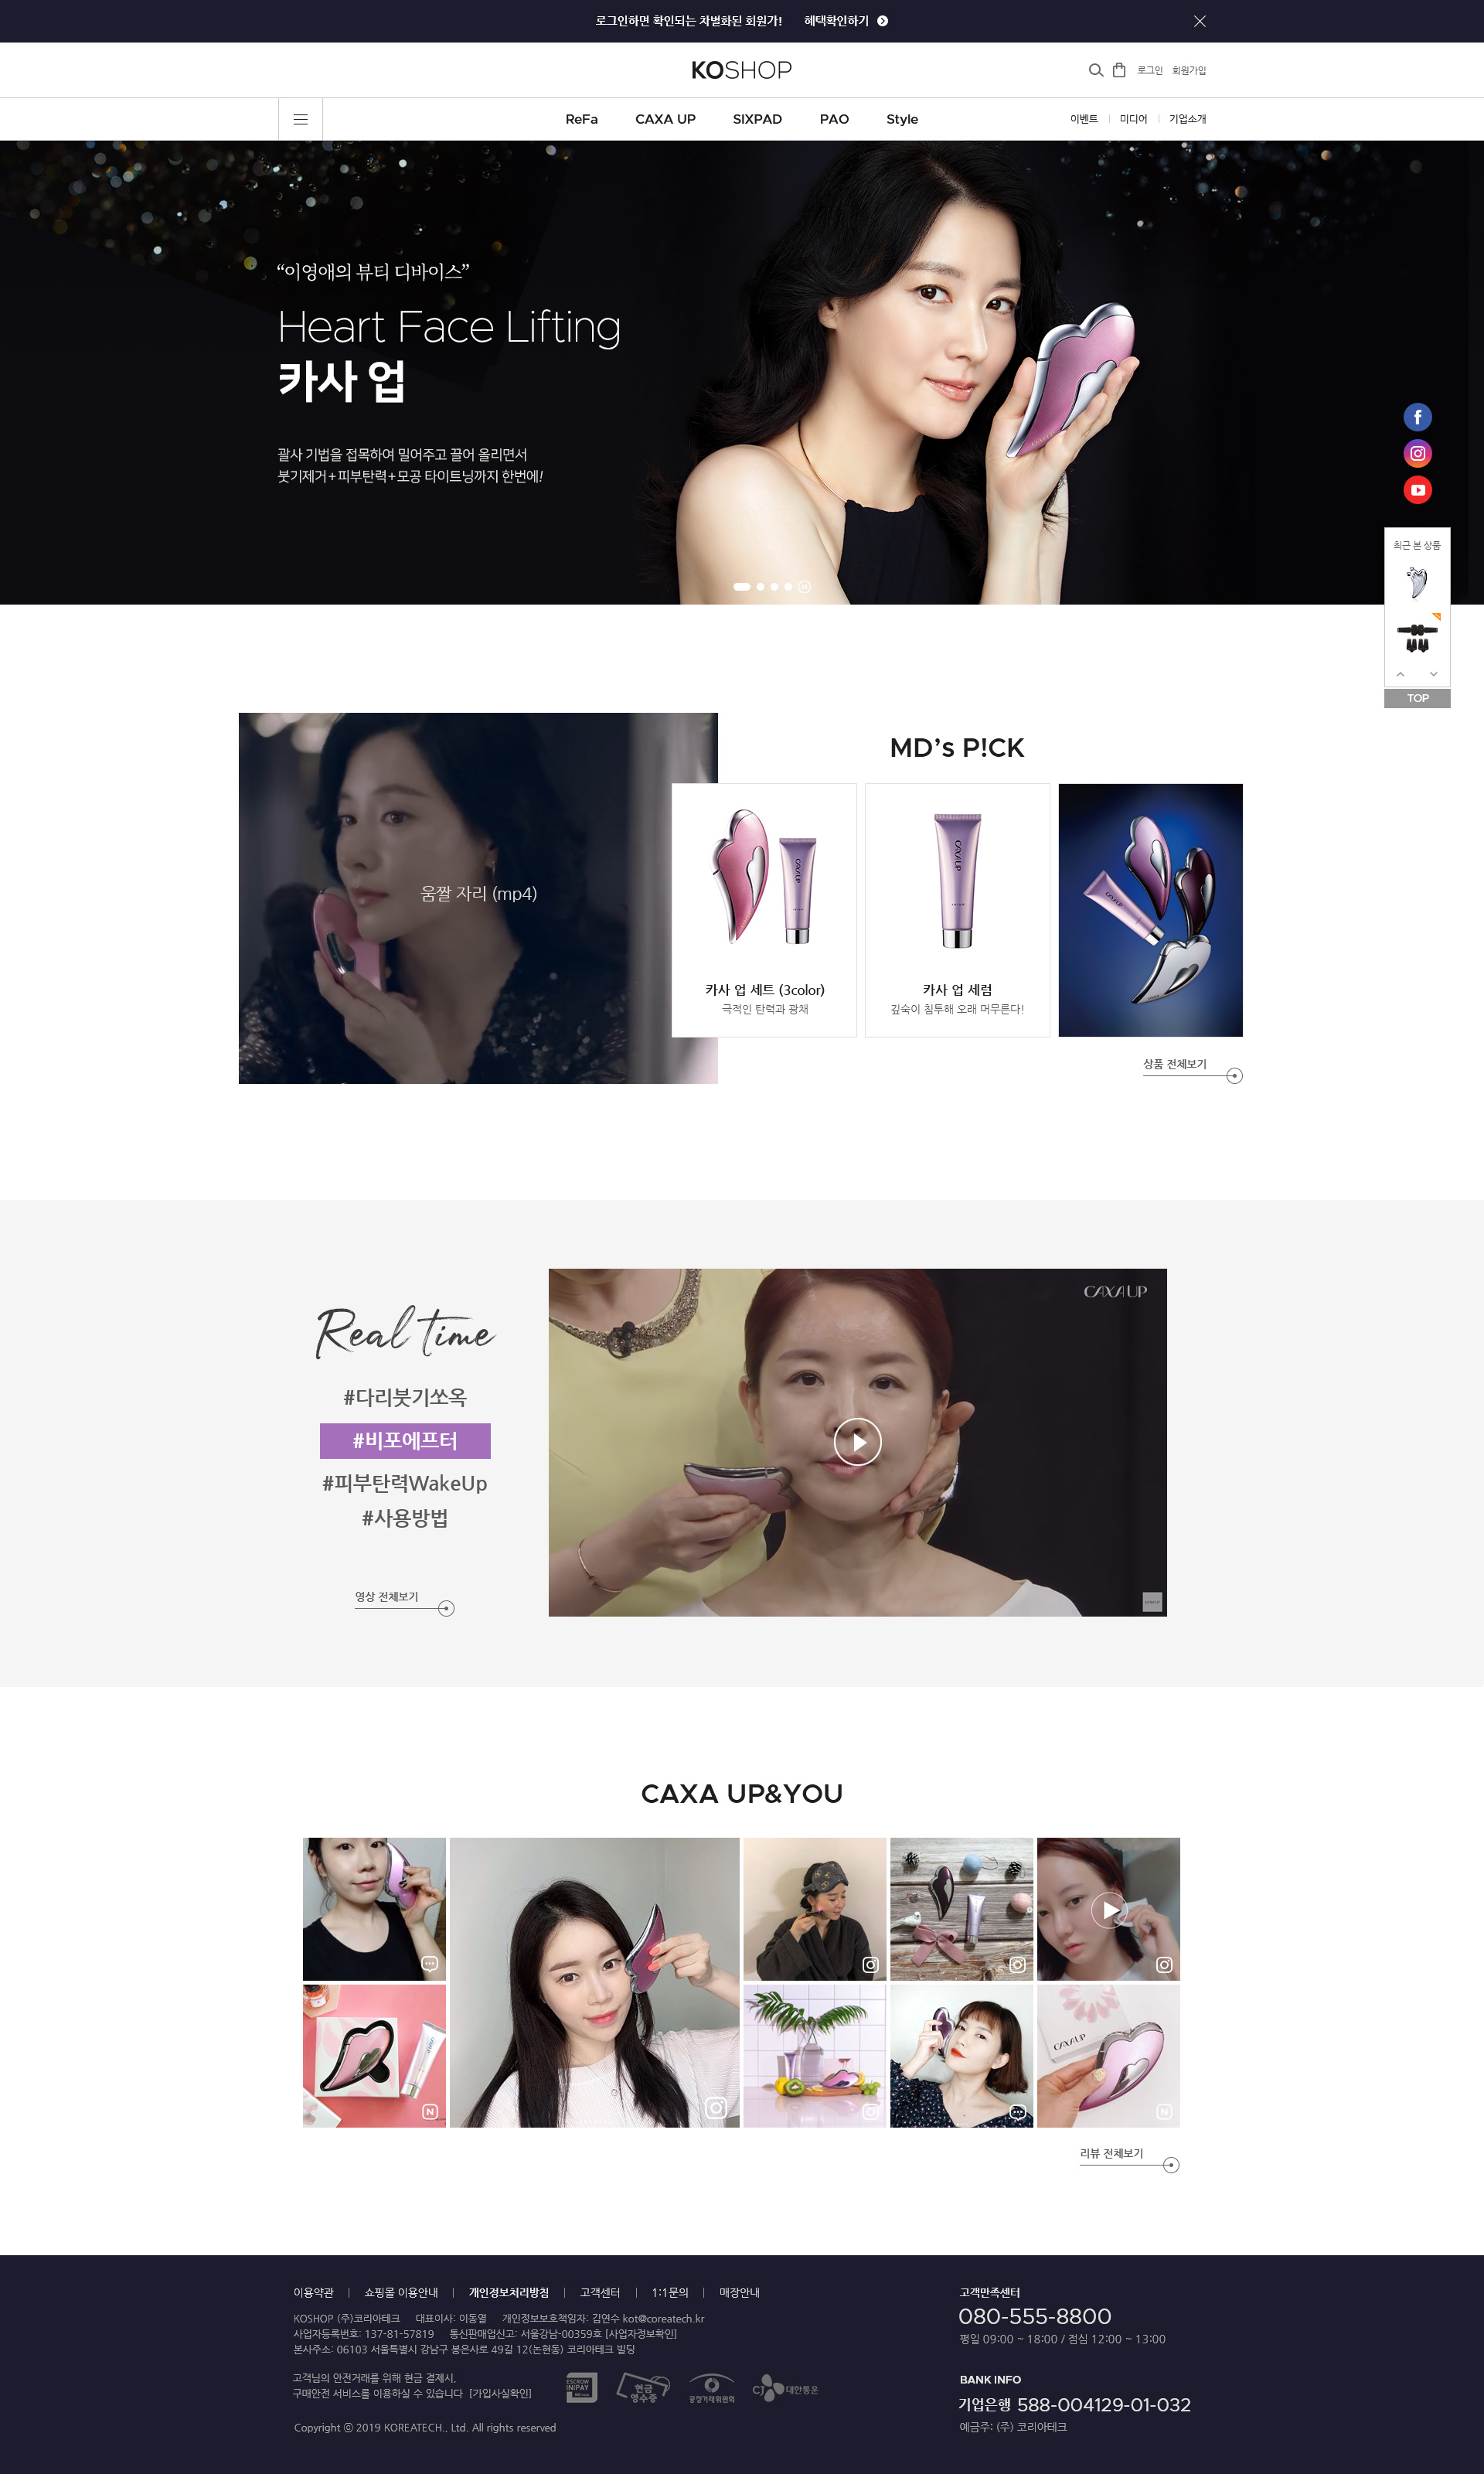 로그인하면 확인되는 차별화된 회원가! 혜택확인하기
KOSHOP
로그인 회원가입
ReFa CAXA UP SIXPAD PAO Style
이벤트 미디어 기업소개
“이영애의 뷰티 디바이스”
Heart Face Lifting
카사 업
괄사 기법을 접목하여 밀어주고 끌어 올리면서
붓기제거+피부탄력+모공 타이트닝까지 한번에!
최근 본 상품
TOP
MD’s P!CK
움짤 자리 (mp4)
CAXAUP
CAXAUP
카사 업 세트 (3color)
극적인 탄력과 광채
카사 업 세럼
깊숙이 침투해 오래 머무른다!
상품 전체보기
Real time
#다리붓기쏘옥
#비포에프터
#피부탄력WakeUp
#사용방법
영상 전체보기
CAXA UP
CAXA UP&YOU
CAXAUP
N
N
리뷰 전체보기
이용약관 | 쇼핑몰 이용안내 | 개인정보처리방침 | 고객센터 | 1:1문의 | 매장안내
KOSHOP (주)코리아테크 대표이사: 이동열 개인정보보호책임자: 김연수 kot@coreatech.kr
사업자등록번호: 137-81-57819 통신판매업신고: 서울강남-00359호 [사업자정보확인]
본사주소: 06103 서울특별시 강남구 봉은사로 49길 12(논현동) 코리아테크 빌딩
고객님의 안전거래를 위해 현금 결제시,
구매안전 서비스를 이용하실 수 있습니다 [가입사실확인]
ESCROW
INIPAY
현금
영수증
공정거래위원회
CJ 대한통운
Copyright ⓒ 2019 KOREATECH., Ltd. All rights reserved
고객만족센터
080-555-8800
평일 09:00 ~ 18:00 / 점심 12:00 ~ 13:00
BANK INFO
기업은행 588-004129-01-032
예금주: (주) 코리아테크